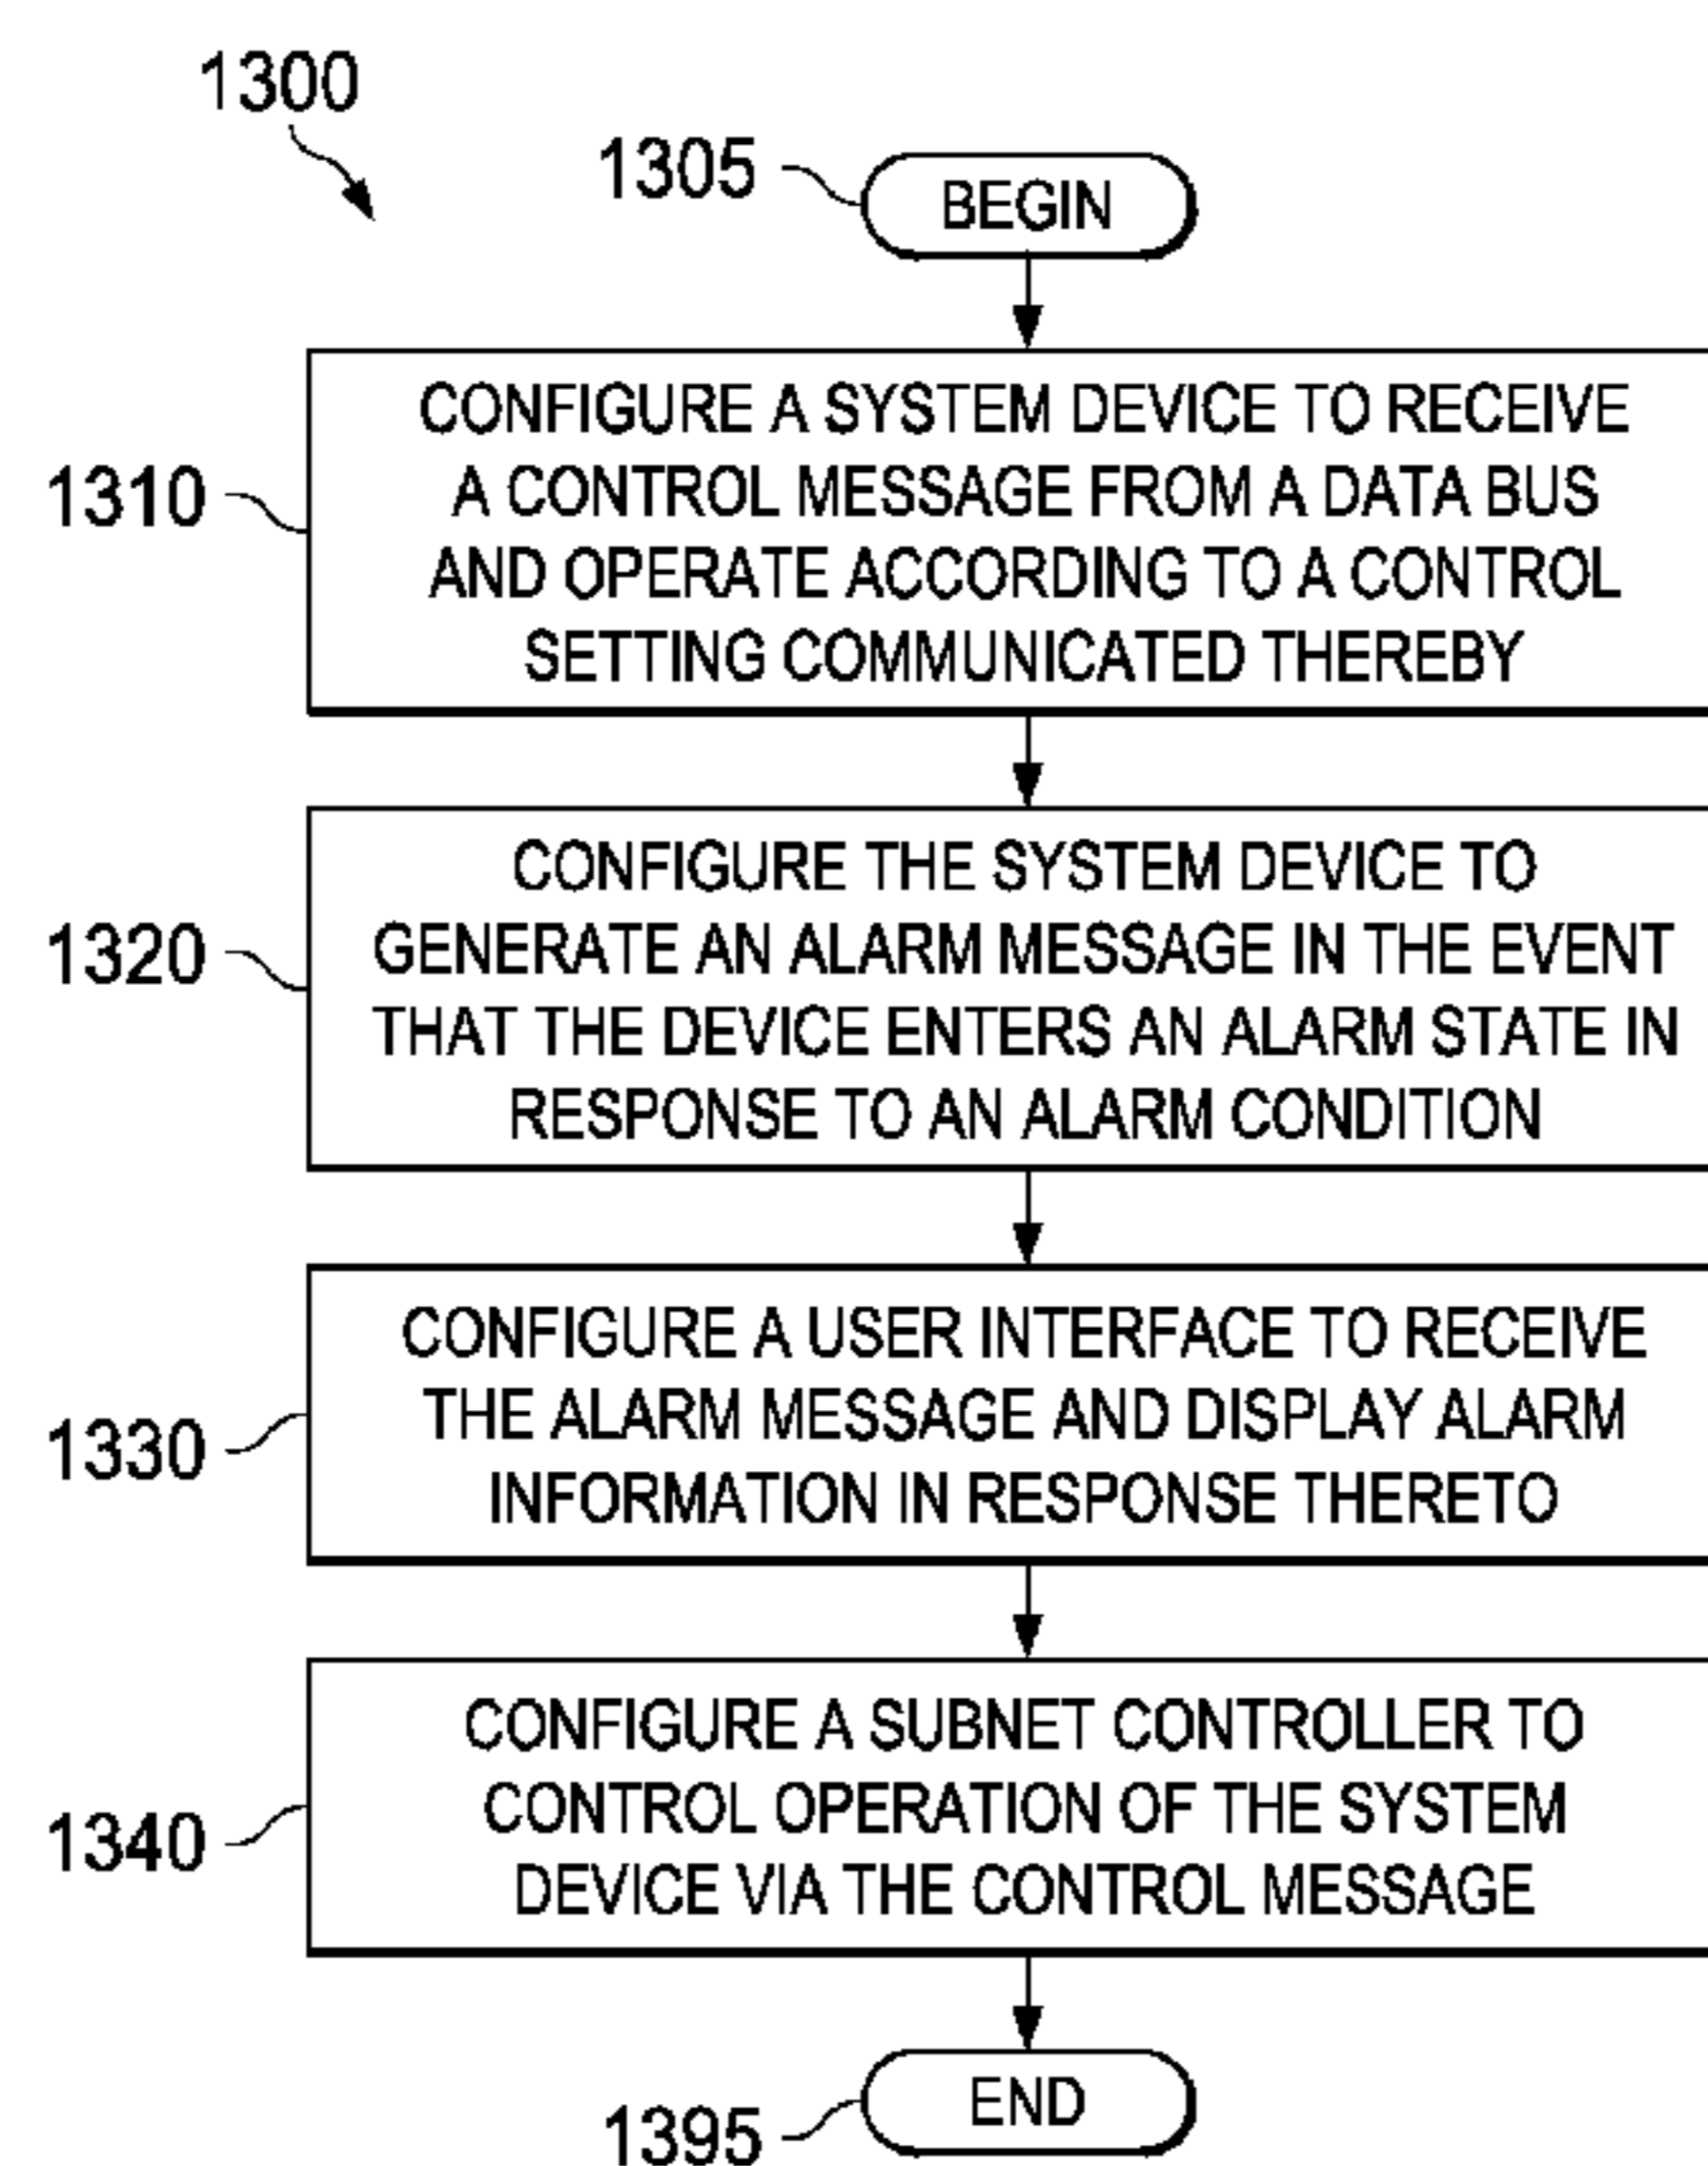 1300
1305
BEGIN
1310
CONFIGURE A SYSTEM DEVICE TO RECEIVE
A CONTROL MESSAGE FROM A DATA BUS
AND OPERATE ACCORDING TO A CONTROL
SETTING COMMUNICATED THEREBY
1320
CONFIGURE THE SYSTEM DEVICE TO
GENERATE AN ALARM MESSAGE IN THE EVENT
THAT THE DEVICE ENTERS AN ALARM STATE IN
RESPONSE TO AN ALARM CONDITION
1330
CONFIGURE A USER INTERFACE TO RECEIVE
THE ALARM MESSAGE AND DISPLAY ALARM
INFORMATION IN RESPONSE THERETO
1340
CONFIGURE A SUBNET CONTROLLER TO
CONTROL OPERATION OF THE SYSTEM
DEVICE VIA THE CONTROL MESSAGE
1395
END